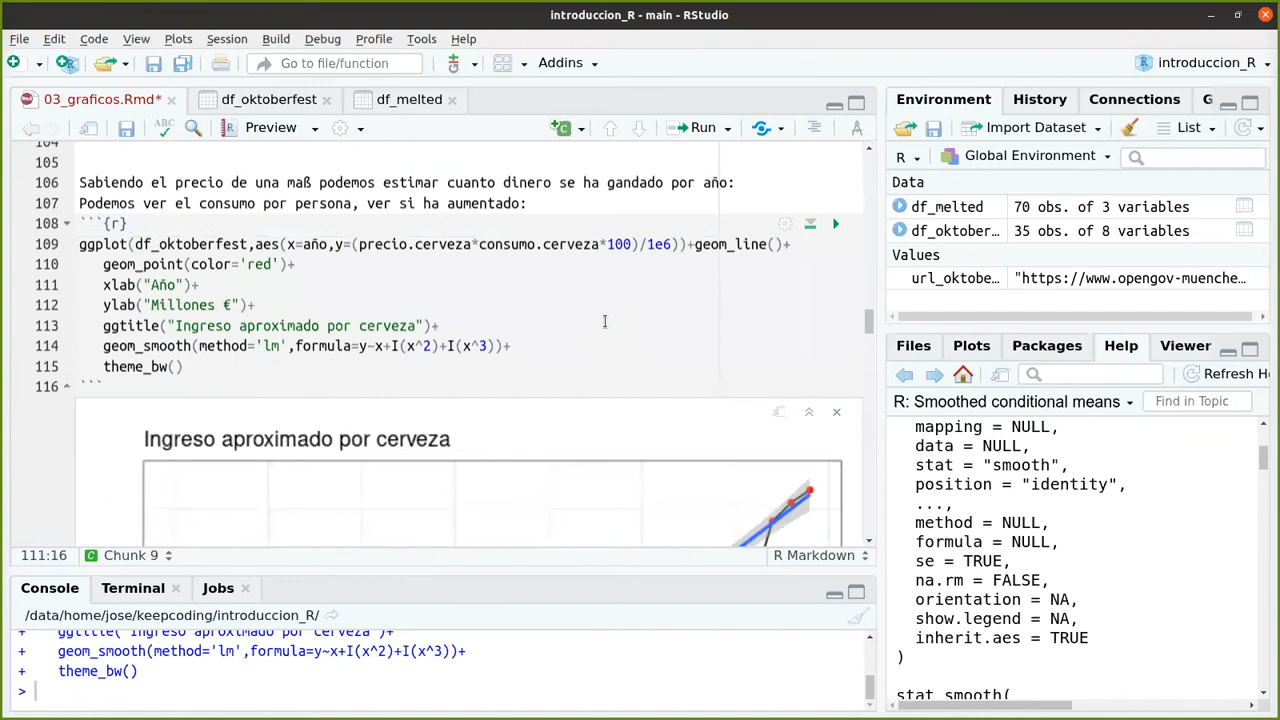 introduccion_R - main - RStudio
File Edit Code View Plots Session Build Debug Profile Tools Help
Go to file/function
Addins
introduccion_R
03_graficos.Rmd*
df_oktoberfest
df_melted
Preview
Run
104
105
106 Sabiendo el precio de una maß podemos estimar cuanto dinero se ha gandado por año:
107 Podemos ver el consumo por persona, ver si ha aumentado:
108 ```{r}
109 ggplot(df_oktoberfest,aes(x=año,y=(precio.cerveza*consumo.cerveza*100)/1e6))+geom_line()+
110 geom_point(color='red')+
111 xlab("Año")+
112 ylab("Millones €")+
113 ggtitle("Ingreso aproximado por cerveza")+
114 geom_smooth(method='lm',formula=y~x+I(x^2)+I(x^3))+
115 theme_bw()
116 ```
Ingreso aproximado por cerveza
111:16
C Chunk 9
R Markdown
Console
Terminal
Jobs
/data/home/jose/keepcoding/introduccion_R/
+ ggtitle("Ingreso aproximado por cerveza")+
+ geom_smooth(method='lm',formula=y~x+I(x^2)+I(x^3))+
+ theme_bw()
>
Environment
History
Connections
G
Import Dataset
List
R
Global Environment
Data
df_melted 70 obs. of 3 variables
df_oktober… 35 obs. of 8 variables
Values
url_oktobe… "https://www.opengov-muenche…
Files
Plots
Packages
Help
Viewer
Refresh He
R: Smoothed conditional means
Find in Topic
mapping = NULL,
data = NULL,
stat = "smooth",
position = "identity",
...,
method = NULL,
formula = NULL,
se = TRUE,
na.rm = FALSE,
orientation = NA,
show.legend = NA,
inherit.aes = TRUE
)
stat_smooth(